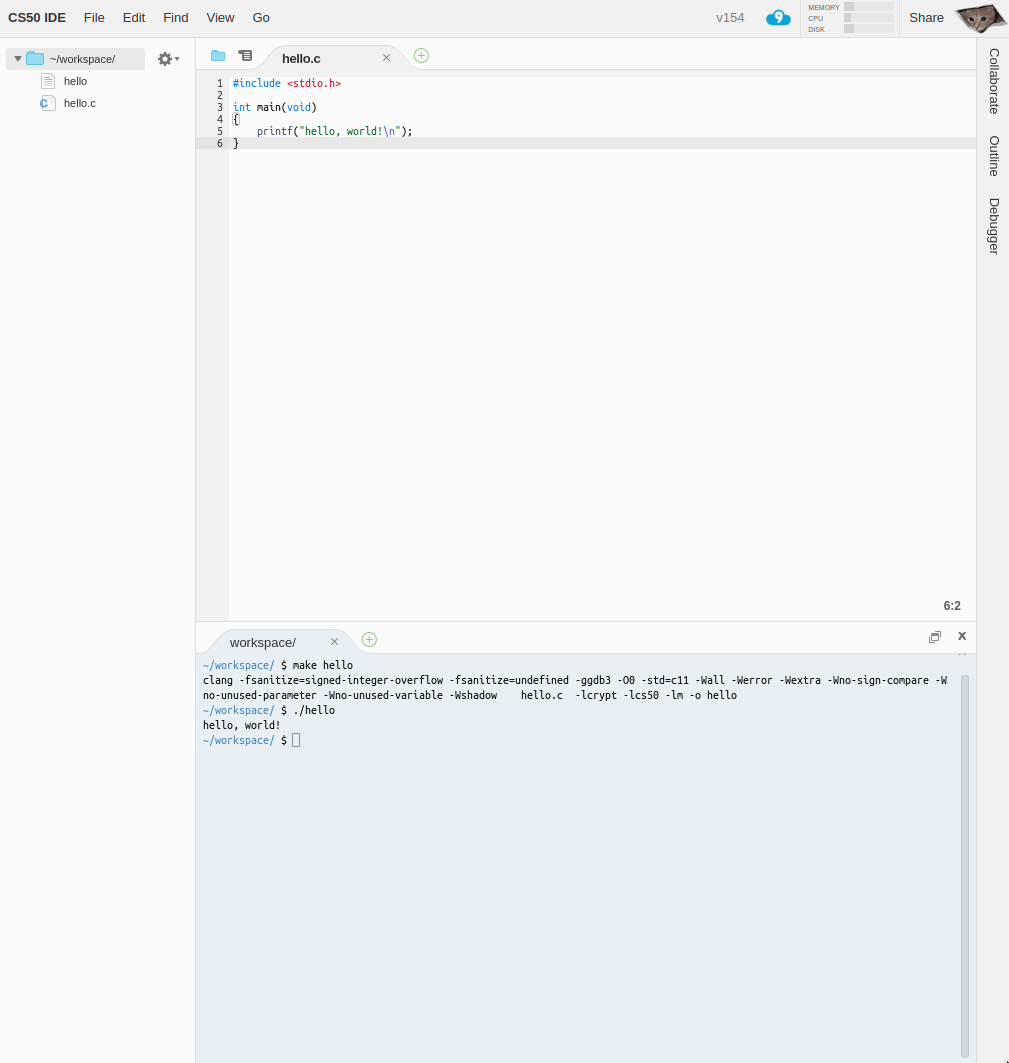 CS50 IDE File Edit Find View Go v154 9 MEMORY CPU DISK Share
~/workspace/
hello
hello.c
hello.c
1 #include <stdio.h>
2
3 int main(void)
4 {
5     printf("hello, world!\n");
6 }
6:2
Collaborate
Outline
Debugger
workspace/
~/workspace/ $ make hello
clang -fsanitize=signed-integer-overflow -fsanitize=undefined -ggdb3 -O0 -std=c11 -Wall -Werror -Wextra -Wno-sign-compare -W
no-unused-parameter -Wno-unused-variable -Wshadow    hello.c  -lcrypt -lcs50 -lm -o hello
~/workspace/ $ ./hello
hello, world!
~/workspace/ $